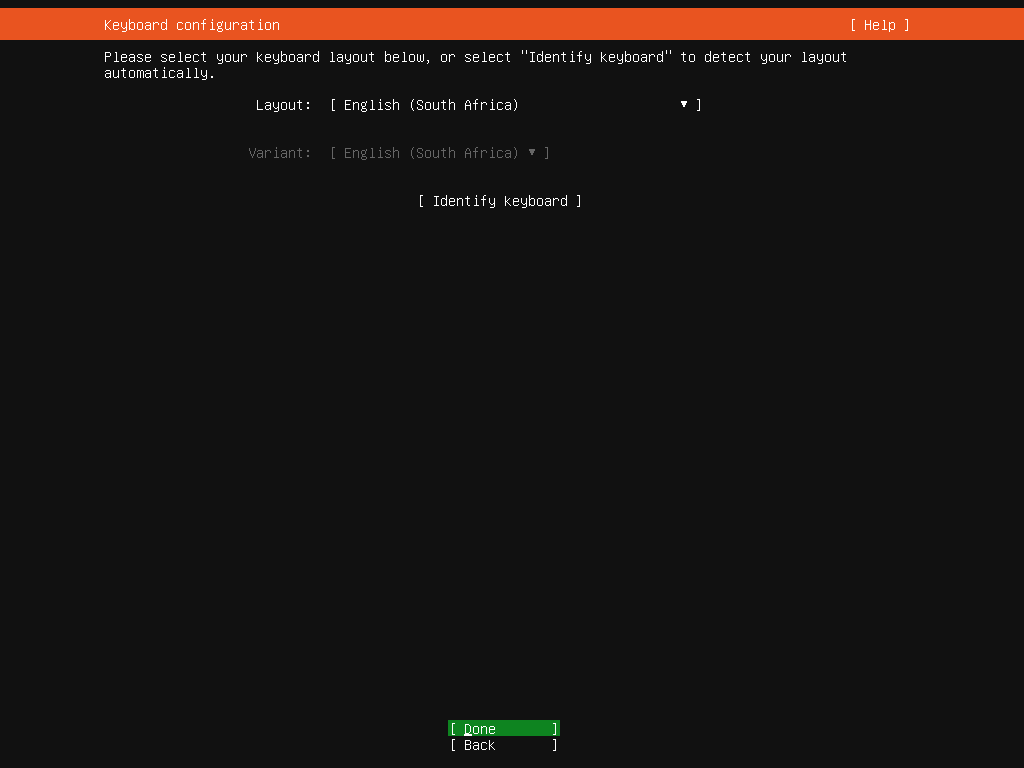 Keyboard configuration [ Help ]
Please select your keyboard layout below, or select "Identify keyboard" to detect your layout
automatically.
Layout: [ English (South Africa) ▼ ]
Variant: [ English (South Africa) ▼ ]
[ Identify keyboard ]
[ Done ]
[ Back ]